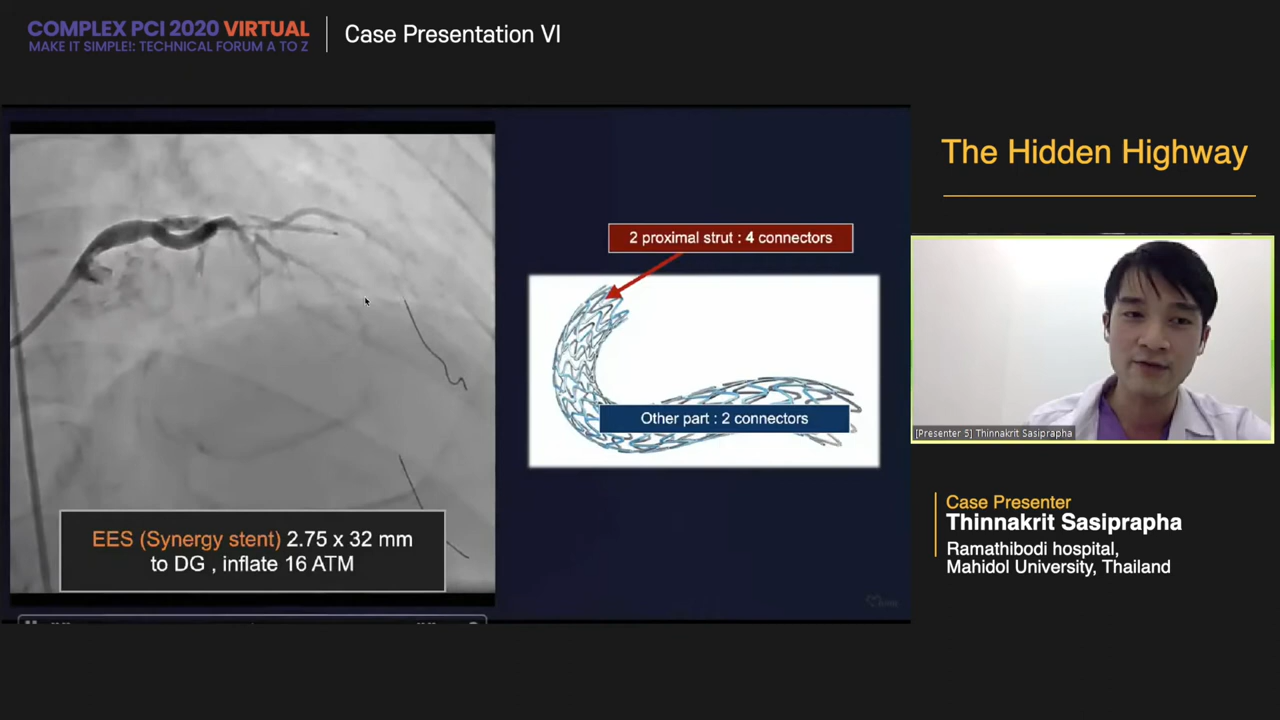 COMPLEX PCI 2020 VIRTUAL
MAKE IT SIMPLE!: TECHNICAL FORUM A TO Z
Case Presentation VI
The Hidden Highway
2 proximal strut : 4 connectors
Other part : 2 connectors
EES (Synergy stent) 2.75 x 32 mm
to DG , inflate 16 ATM
[Presenter 5] Thinnakrit Sasiprapha
Case Presenter
Thinnakrit Sasiprapha
Ramathibodi hospital,
Mahidol University, Thailand